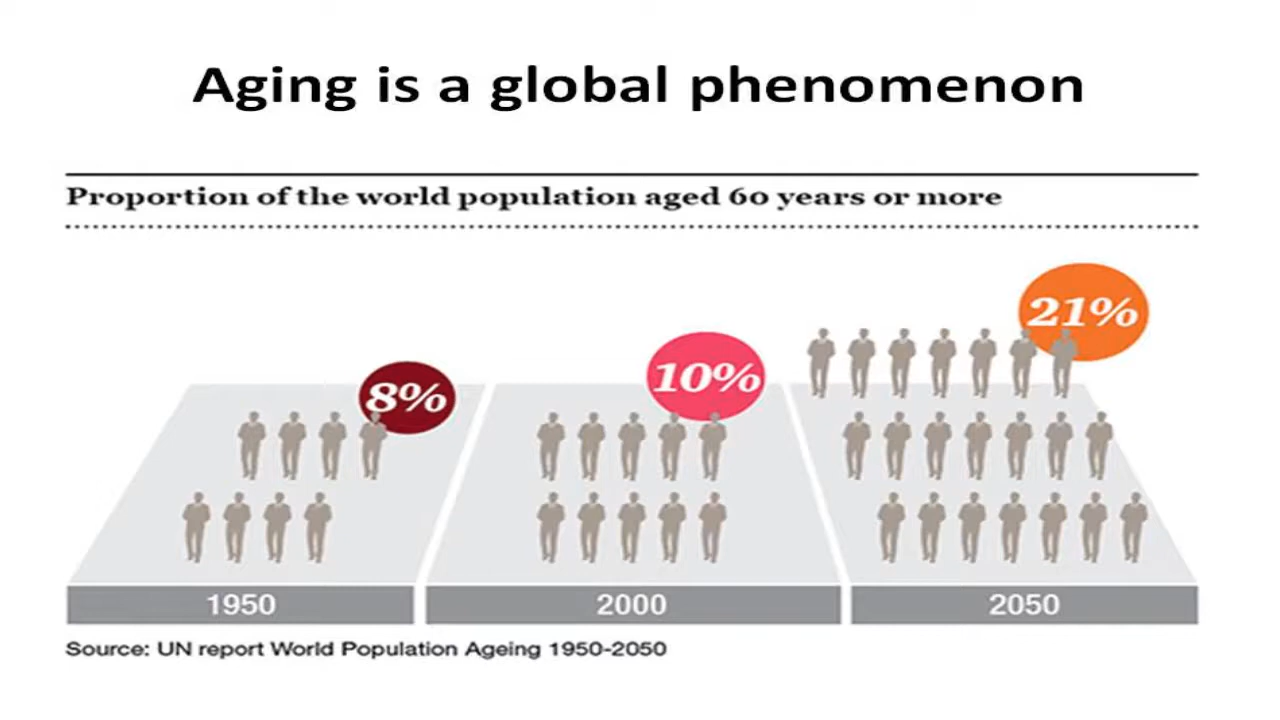 Aging is a global phenomenon
Proportion of the world population aged 60 years or more
8%
10%
21%
1950
2000
2050
Source: UN report World Population Ageing 1950-2050